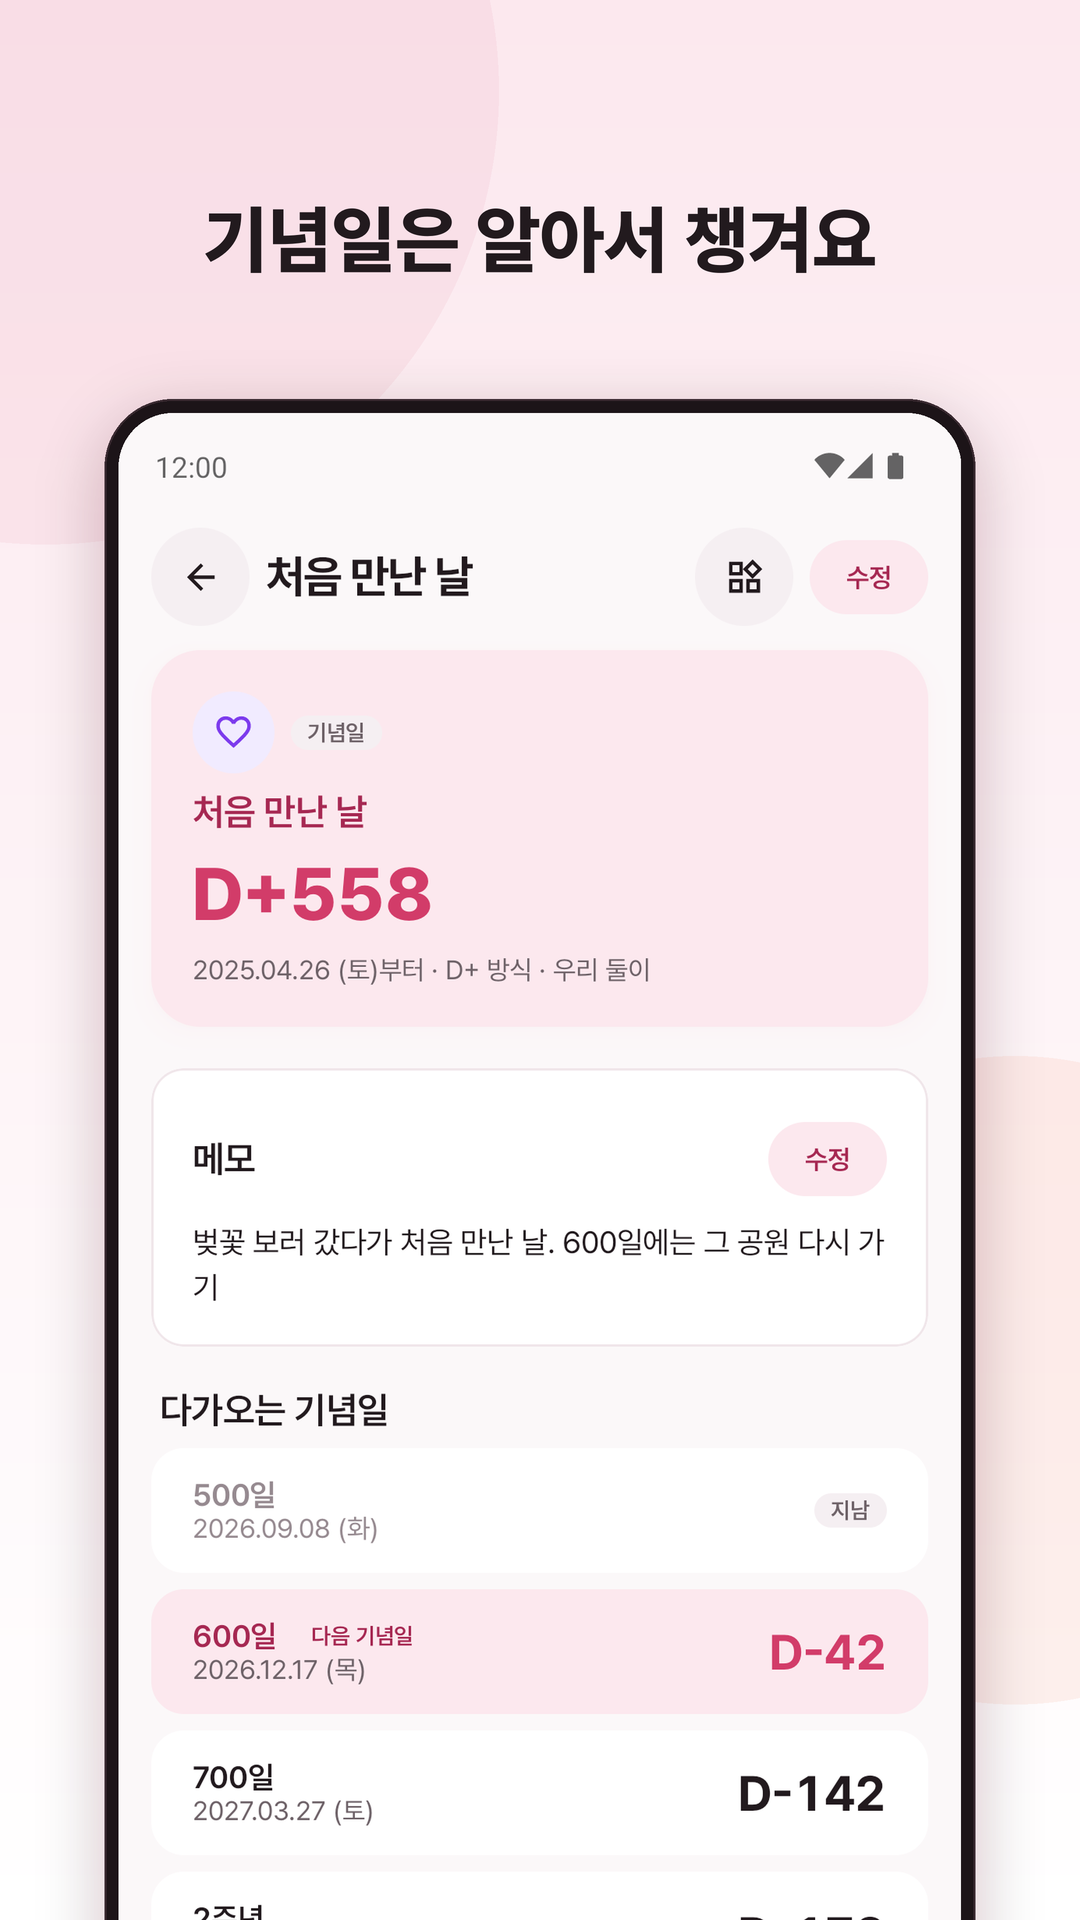 기념일은 알아서 챙겨요
12:00
처음 만난 날
수정
기념일
처음 만난 날
D+558
2025.04.26 (토)부터 · D+ 방식 · 우리 둘이
메모
수정
벚꽃 보러 갔다가 처음 만난 날. 600일에는 그 공원 다시 가
기
다가오는 기념일
500일
2026.09.08 (화)
지남
600일 다음 기념일
2026.12.17 (목)
D-42
700일
2027.03.27 (토)
D-142
2주년